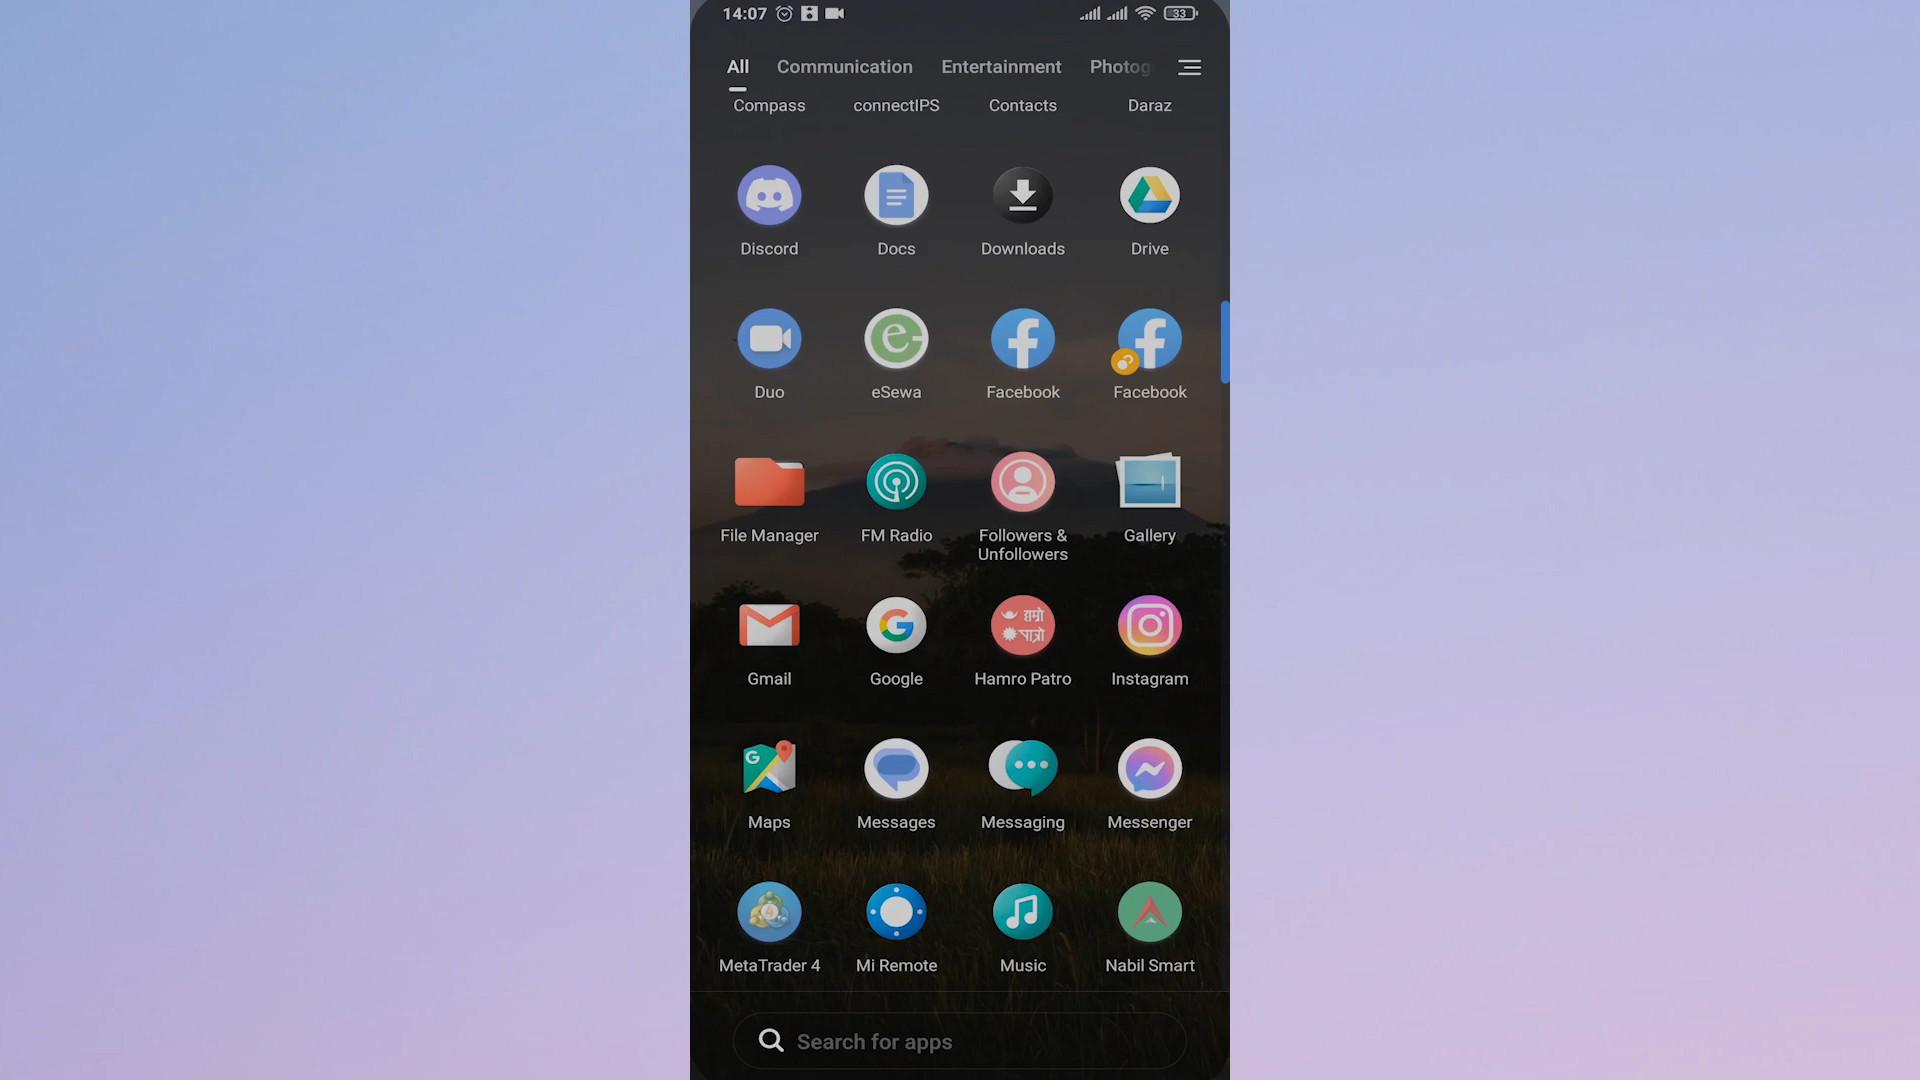 14:07 33
All Communication Entertainment Photog
Compass connectIPS Contacts Daraz
Discord Docs Downloads Drive
Duo eSewa Facebook Facebook
File Manager FM Radio Followers & Gallery
Unfollowers
हाम्रो
पात्रो
Gmail Google Hamro Patro Instagram
Maps Messages Messaging Messenger
MetaTrader 4 Mi Remote Music Nabil Smart
Search for apps